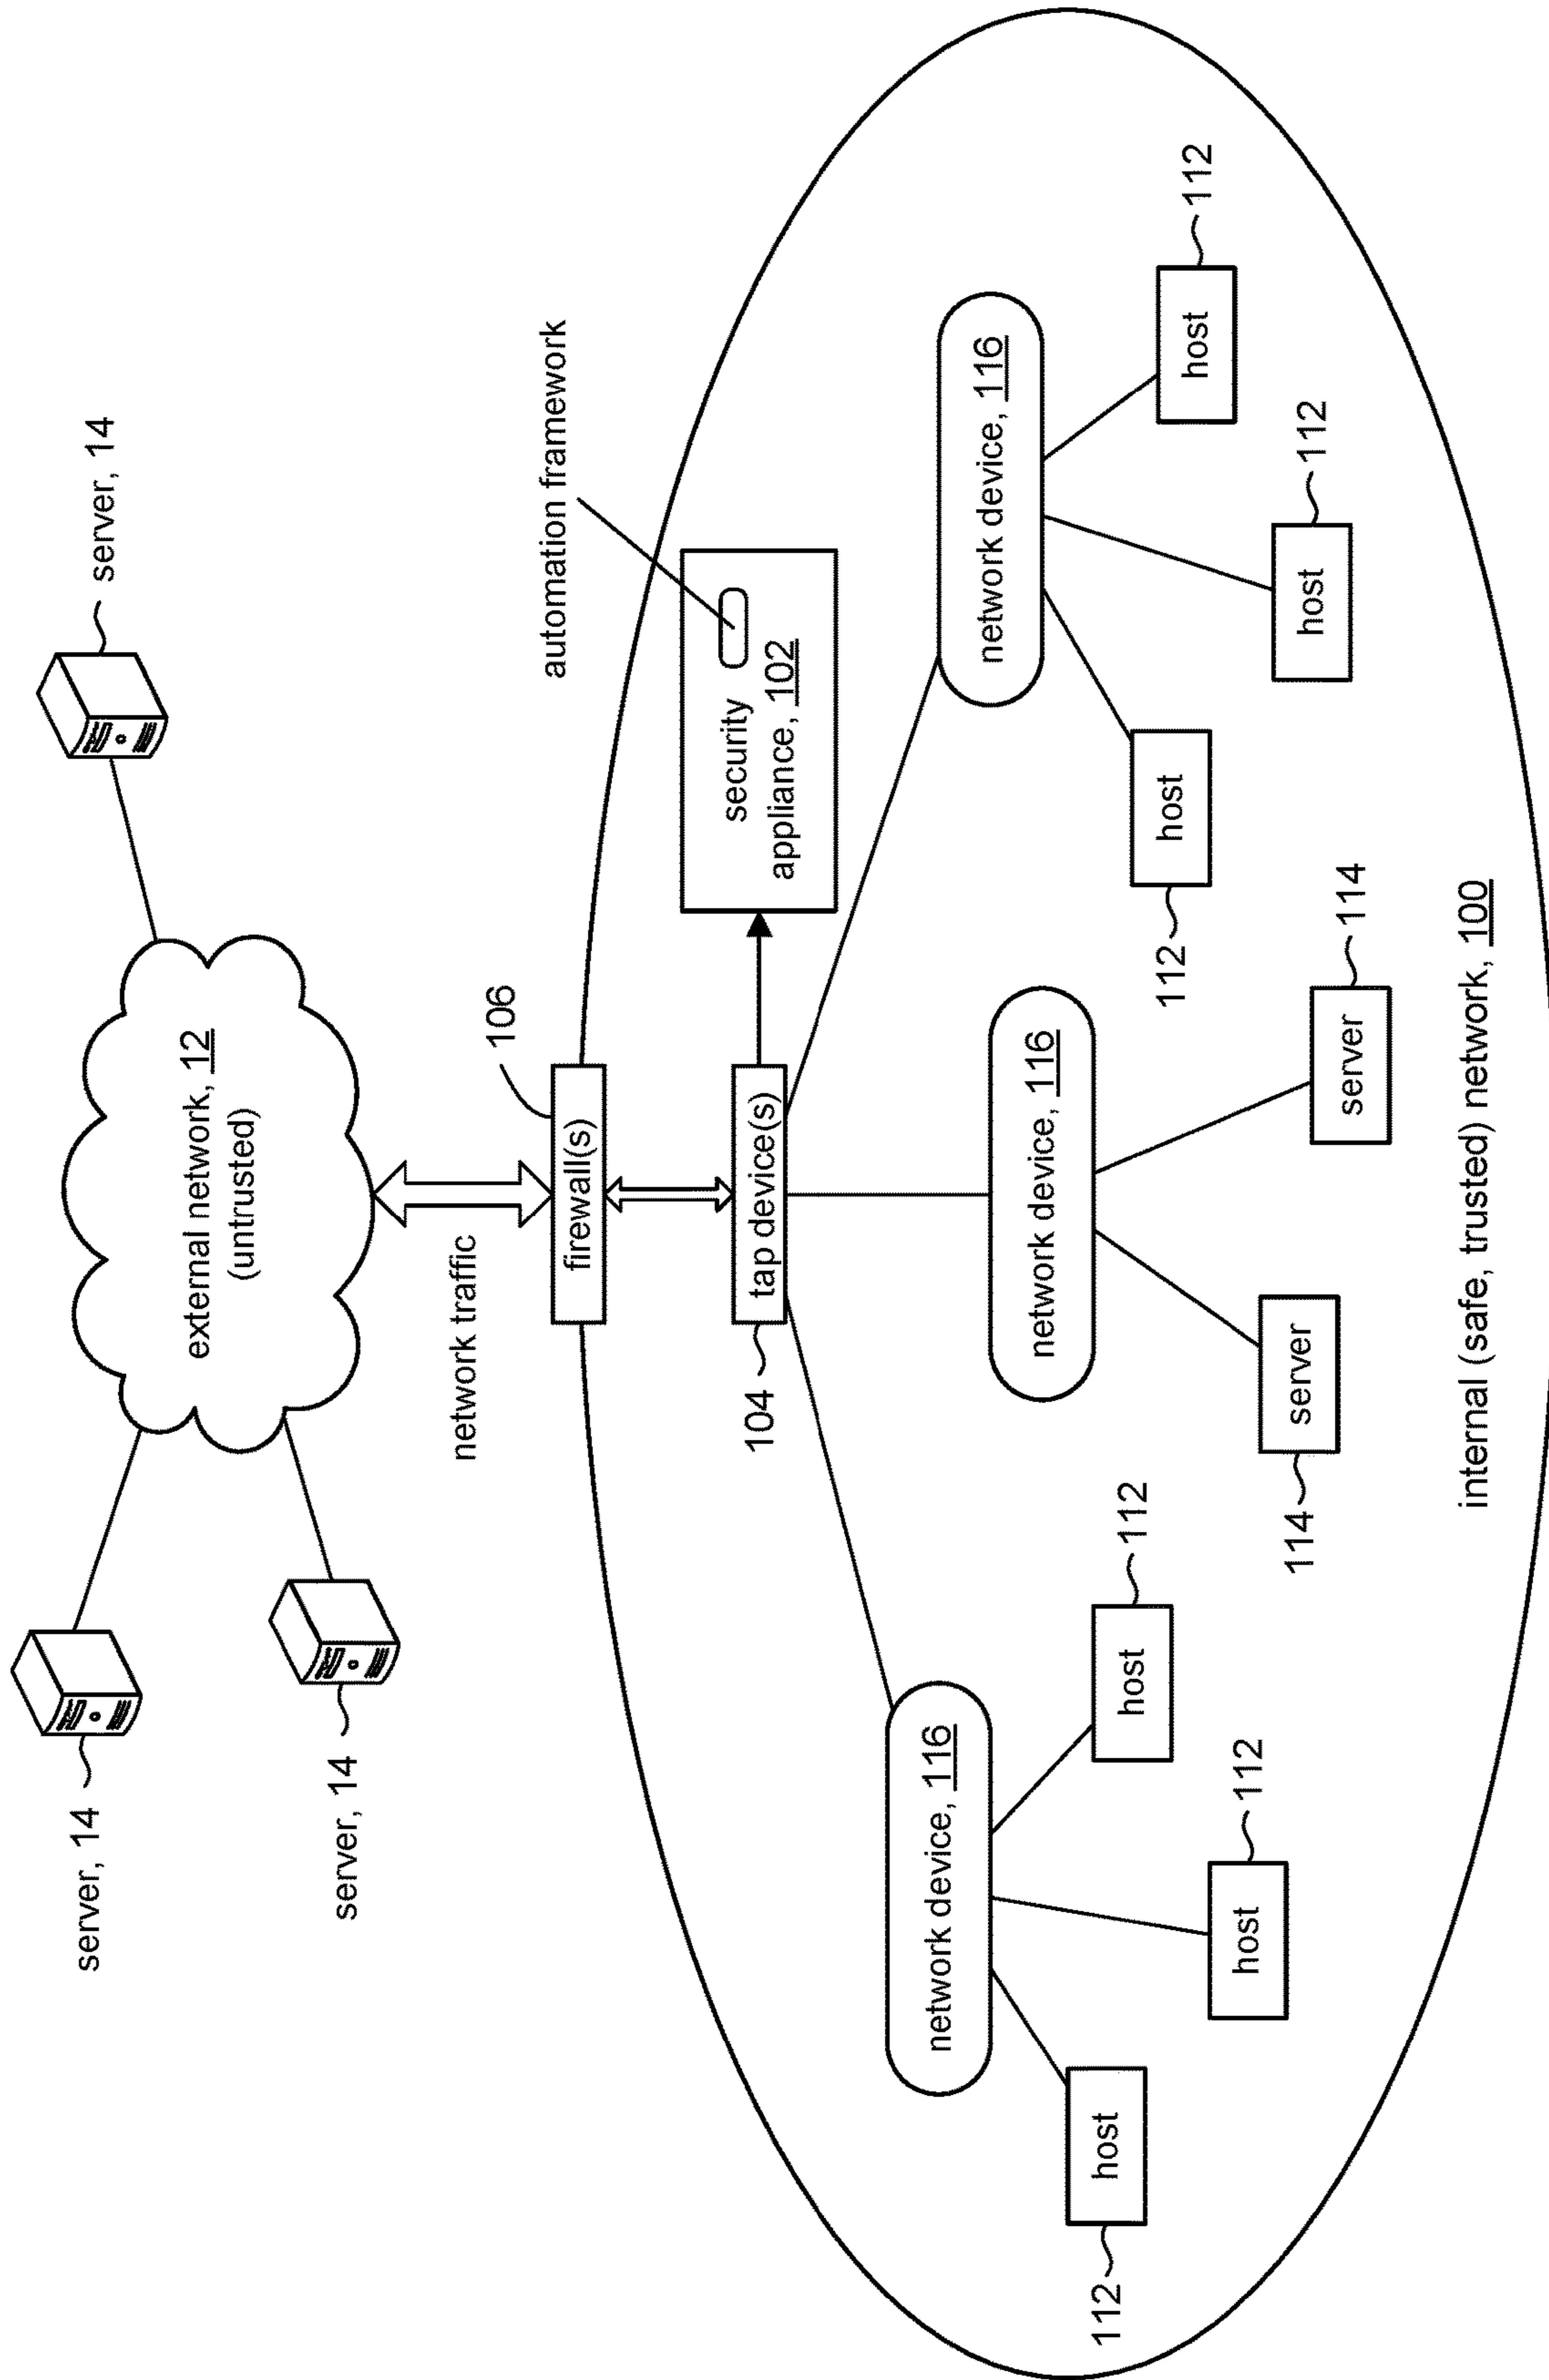 server, 14
server, 14
server, 14
external network, 12
(untrusted)
network traffic
106
firewall(s)
automation framework
104
tap device(s)
security
appliance, 102
network device, 116
network device, 116
network device, 116
112
host
host
112
host
112
114
server
server
114
112
host
host
112
host
112
internal (safe, trusted) network, 100